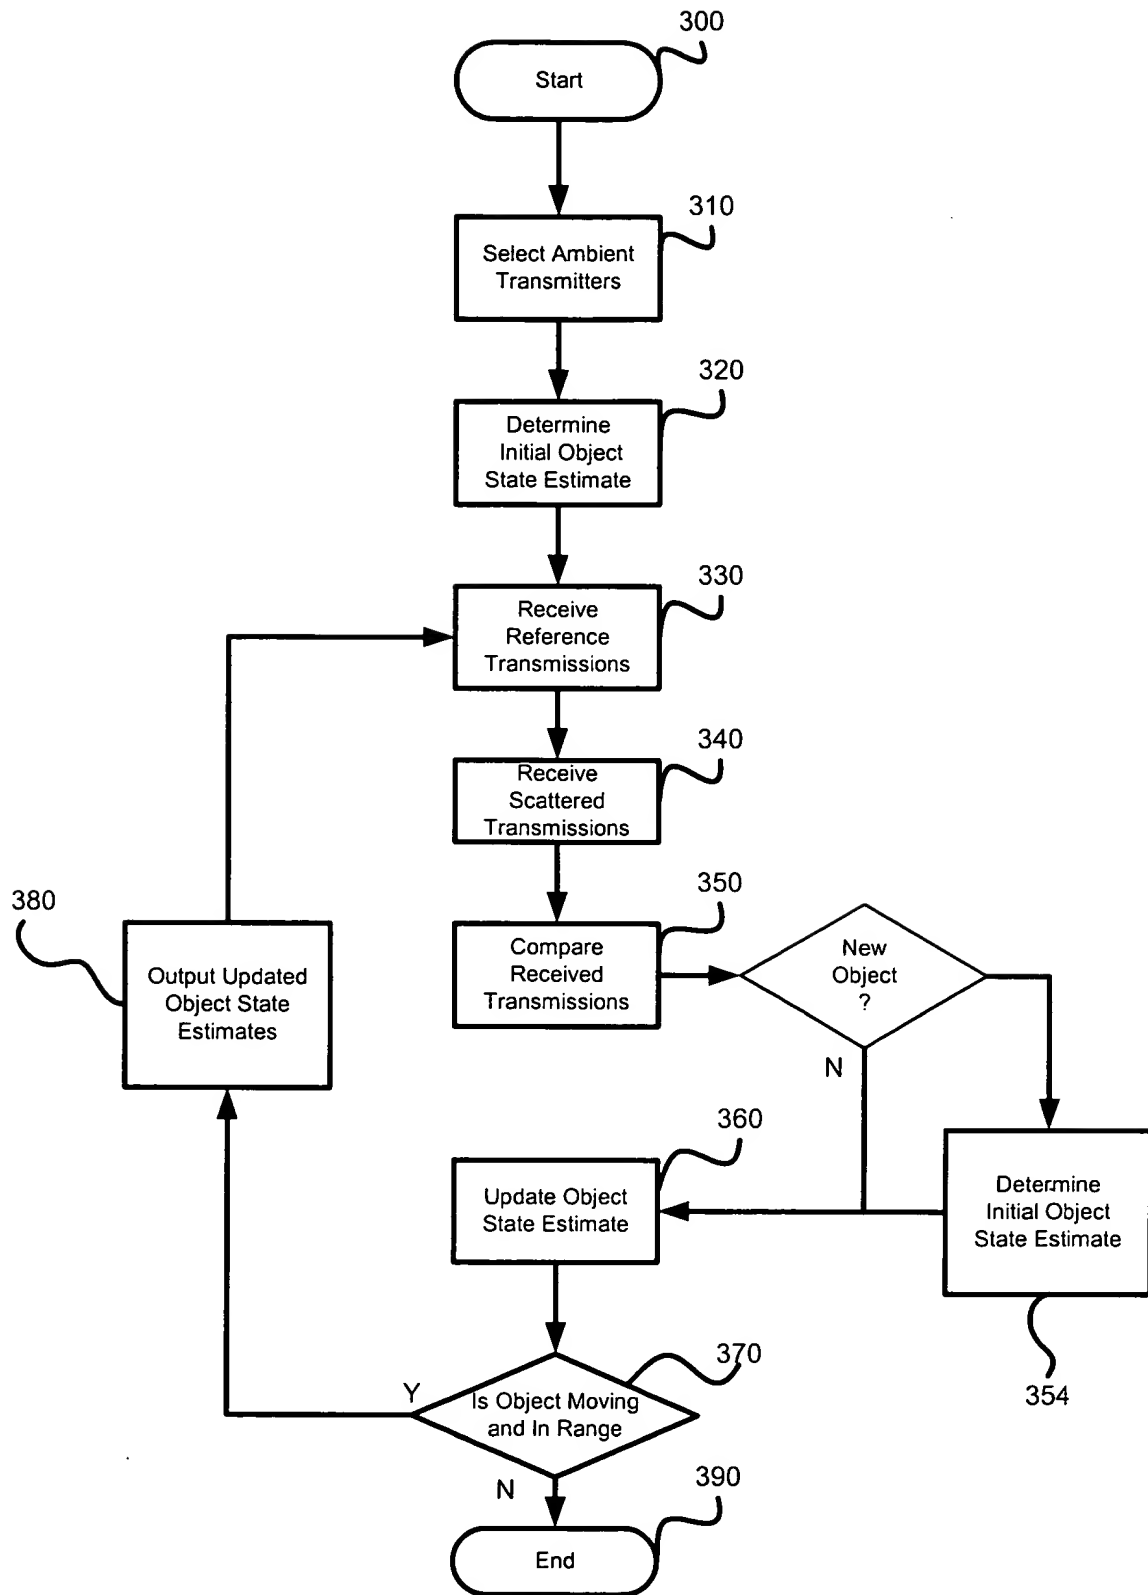 300
Start
310
Select Ambient
Transmitters
320
Determine
Initial Object
State Estimate
330
Receive
Reference
Transmissions
340
Receive
Scattered
Transmissions
350
Compare
Received
Transmissions
New
Object
?
N
380
Output Updated
Object State
Estimates
360
Update Object
State Estimate
Determine
Initial Object
State Estimate
354
370
Is Object Moving
and In Range
Y
N
390
End